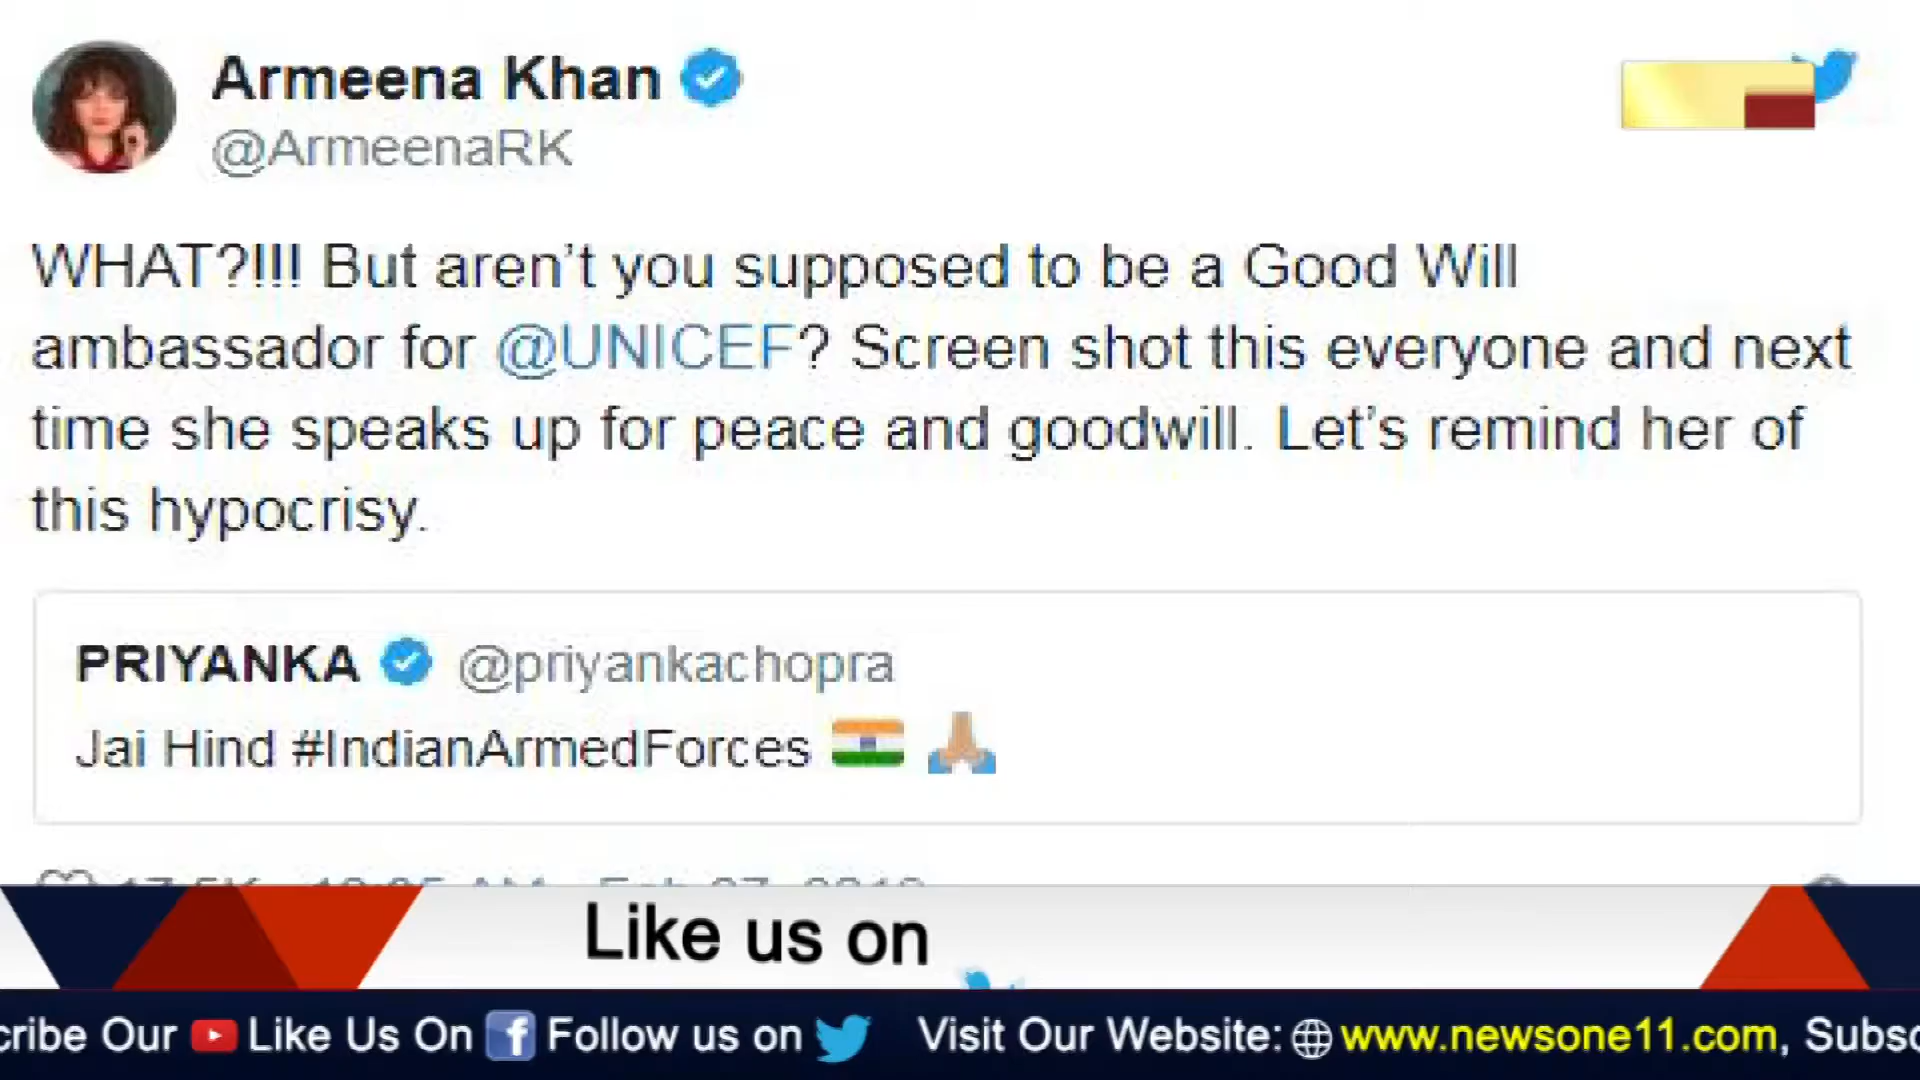 Armeena Khan
@ArmeenaRK
WHAT?!!! But aren’t you supposed to be a Good Will
ambassador for @UNICEF? Screen shot this everyone and next
time she speaks up for peace and goodwill. Let’s remind her of
this hypocrisy.
PRIYANKA @priyankachopra
Jai Hind #IndianArmedForces 🇮🇳 🙏🏼
Like us on
cribe Our Like Us On f Follow us on Visit Our Website: www.newsone11.com, Subsc